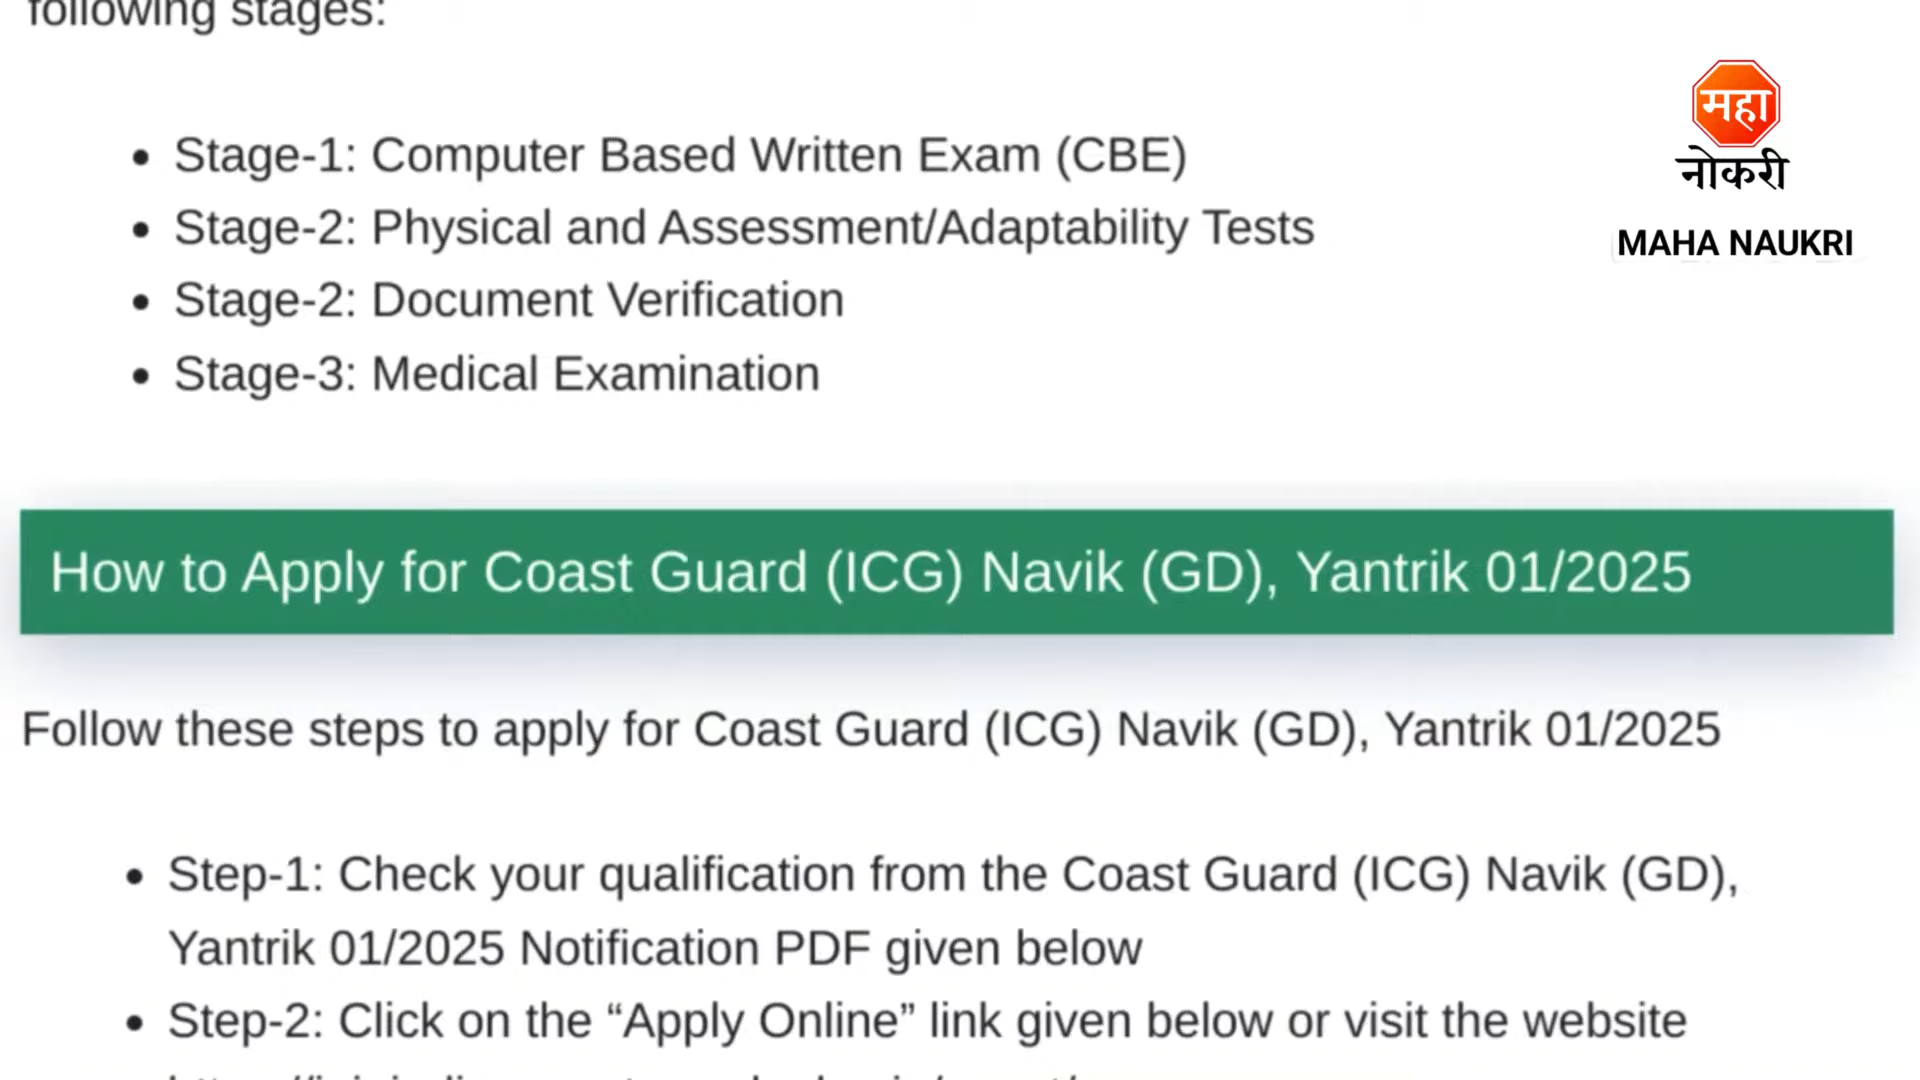 following stages:
महा
नोकरी
MAHA NAUKRI
Stage-1: Computer Based Written Exam (CBE)
Stage-2: Physical and Assessment/Adaptability Tests
Stage-2: Document Verification
Stage-3: Medical Examination
How to Apply for Coast Guard (ICG) Navik (GD), Yantrik 01/2025
Follow these steps to apply for Coast Guard (ICG) Navik (GD), Yantrik 01/2025
Step-1: Check your qualification from the Coast Guard (ICG) Navik (GD),
Yantrik 01/2025 Notification PDF given below
Step-2: Click on the “Apply Online” link given below or visit the website